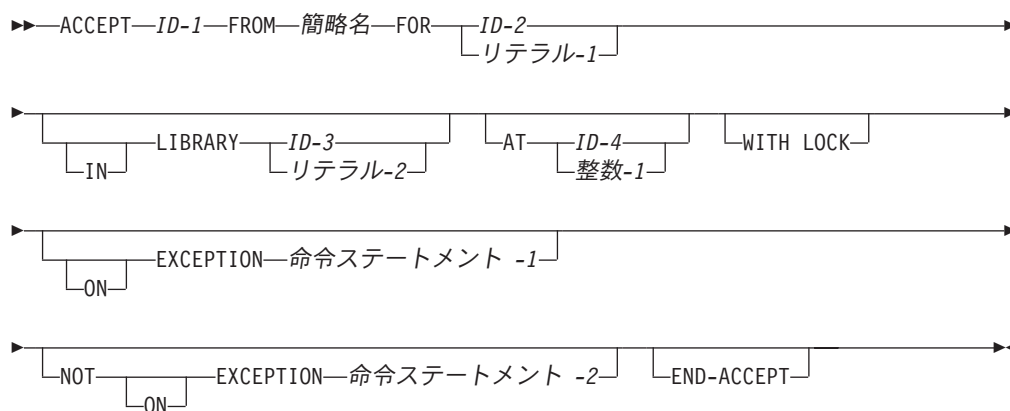 ACCEPT ID-1 FROM 簡略名 FOR ID-2
リテラル-1
LIBRARY ID-3 AT ID-4 WITH LOCK
IN リテラル-2 整数-1
EXCEPTION 命令ステートメント -1
ON
NOT EXCEPTION 命令ステートメント -2 END-ACCEPT
ON